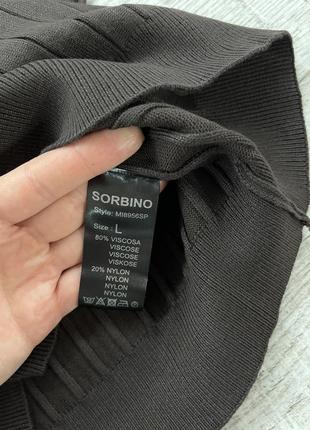 SORBINO
Style: MI8956SP
Size: L
80% VISCOSA
VISCOSE
VISCOSE
VISKOSE
20% NYLON
NYLON
NYLON
NYLON